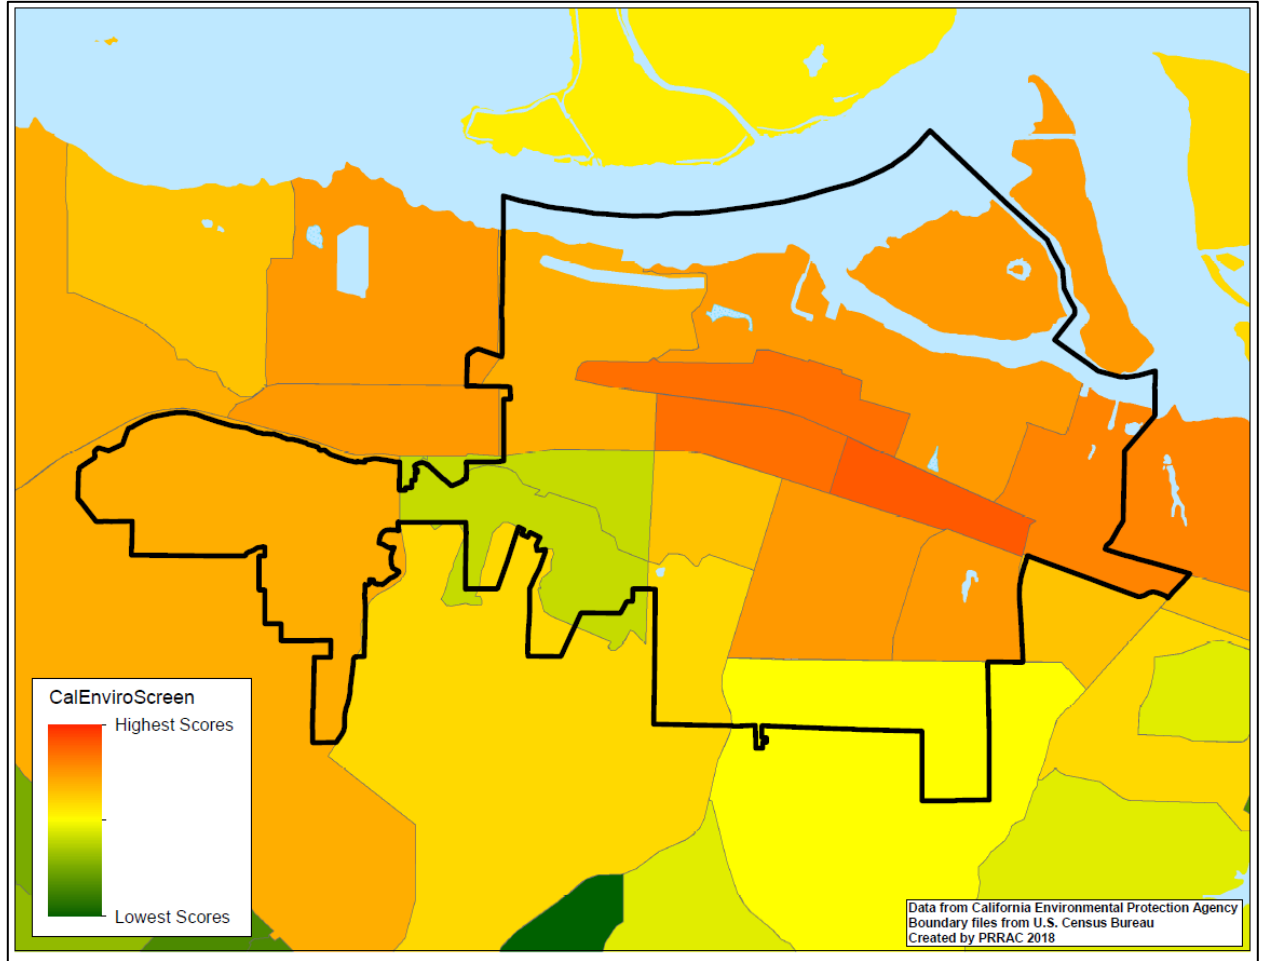 CalEnviroScreen
Highest Scores
Lowest Scores
Data from California Environmental Protection Agency
Boundary files from U.S. Census Bureau
Created by PRRAC 2018